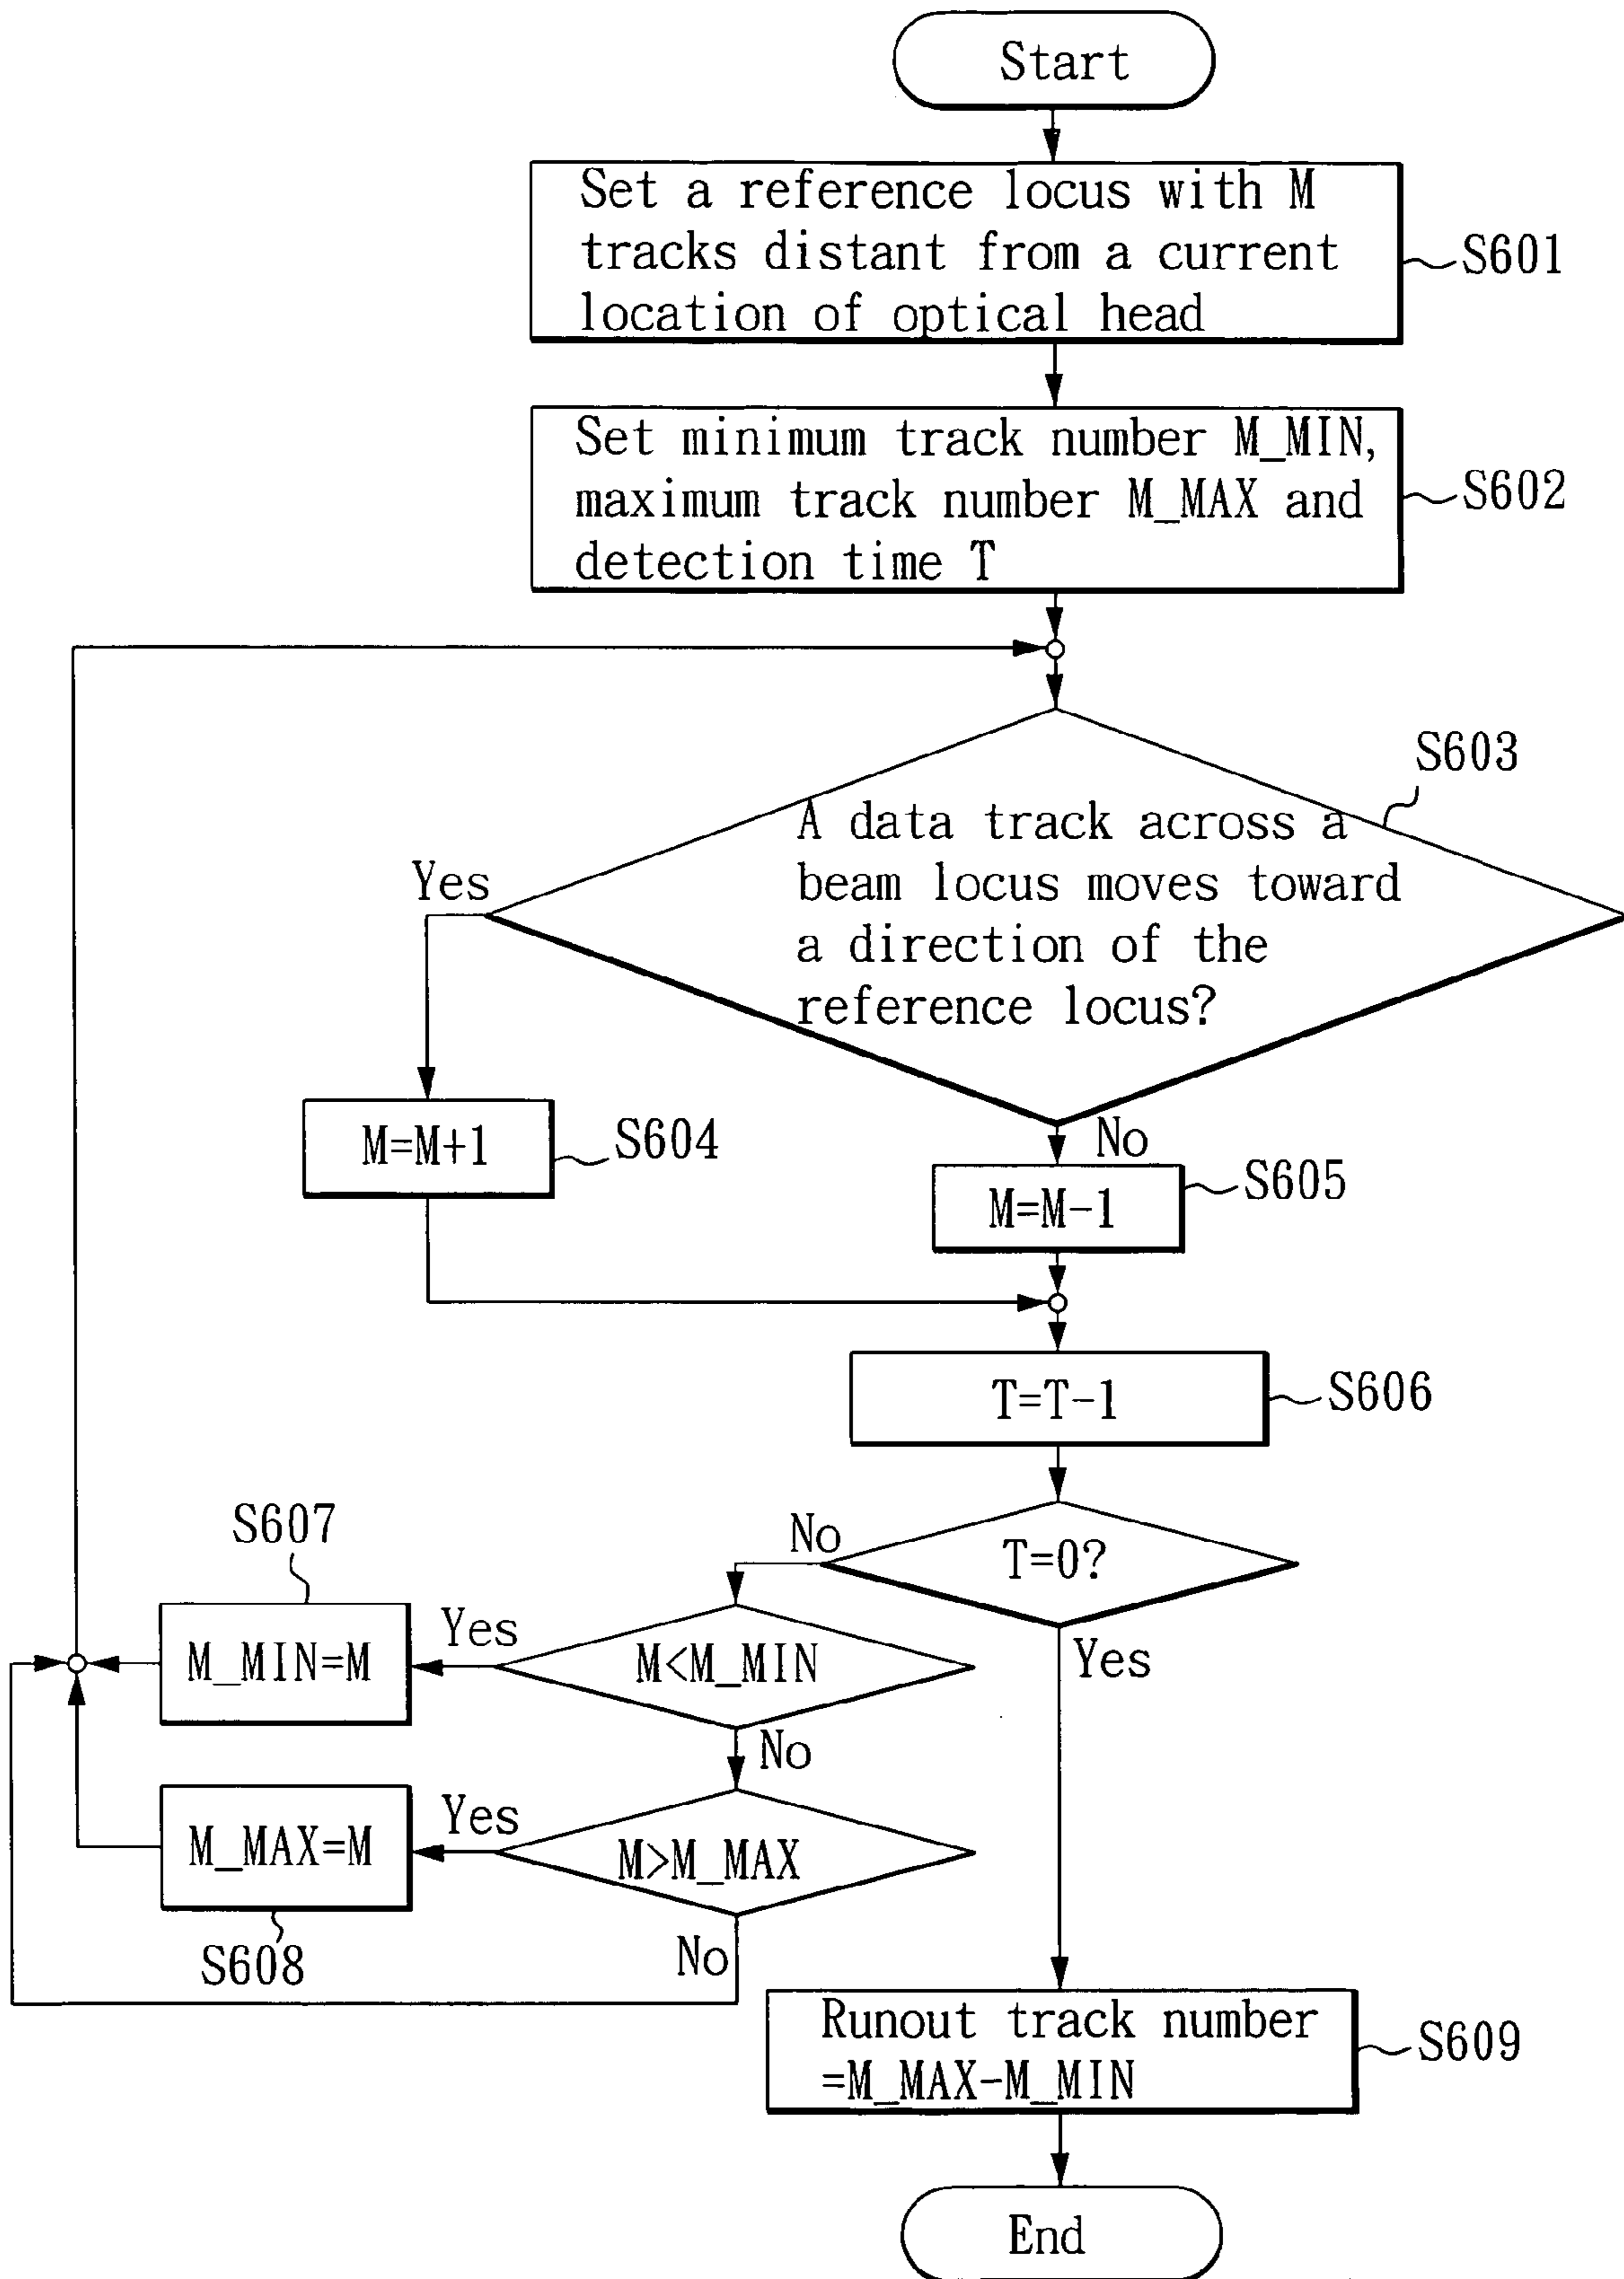 Start
Set a reference locus with M
tracks distant from a current
location of optical head
S601
Set minimum track number M_MIN,
maximum track number M_MAX and
detection time T
S602
S603
A data track across a
beam locus moves toward
a direction of the
reference locus?
Yes
No
M=M+1
S604
M=M-1
S605
T=T-1
S606
T=0?
No
Yes
S607
M_MIN=M
Yes
M<M_MIN
No
M_MAX=M
Yes
M>M_MAX
S608
No
Runout track number
=M_MAX-M_MIN
S609
End